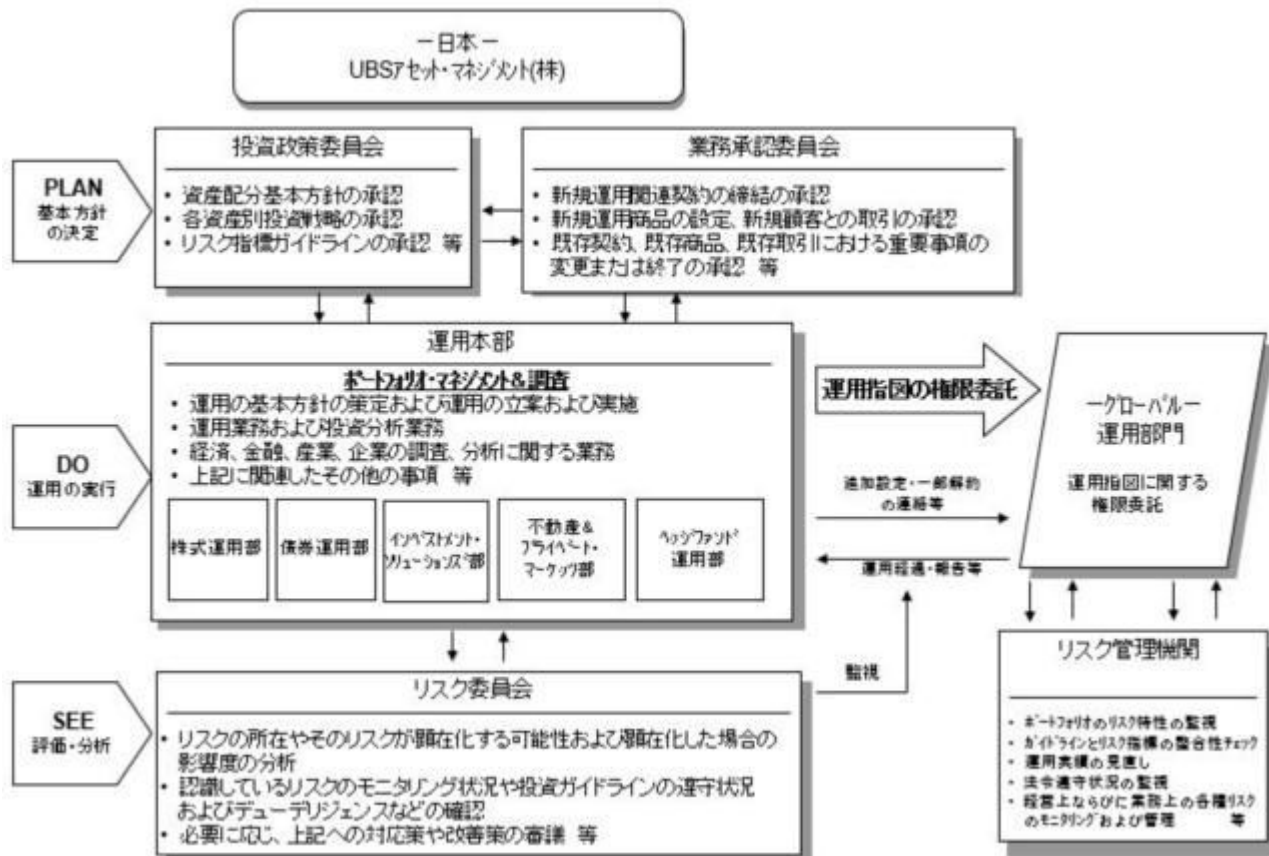 －日本－
UBSアセット・マネジメント(株)
PLAN
基本方針
の決定
投資政策委員会
・ 資産配分基本方針の承認
・ 各資産別投資戦略の承認
・ リスク指標ガイドラインの承認 等
業務承認委員会
・ 新規運用関連契約の締結の承認
・ 新規運用商品の設定、新規顧客との取引の承認
・ 既存契約、既存商品、既存取引における重要事項の
変更または終了の承認 等
DO
運用の実行
運用本部
ポートフォリオ・マネジメント&調査
・ 運用の基本方針の策定および運用の立案および実施
・ 運用業務および投資分析業務
・ 経済、金融、産業、企業の調査、分析に関する業務
・ 上記に関連したその他の事項 等
株式運用部
債券運用部
インベストメント・
ソリューションズ部
不動産&
プライベート・
マーケッツ部
ヘッジファンド
運用部
運用指図の権限委託
追加設定・一部解約
の連絡等
運用経過・報告等
監視
－グローバル－
運用部門
運用指図に関する
権限委託
SEE
評価・分析
リスク委員会
・ リスクの所在やそのリスクが顕在化する可能性および顕在化した場合の
影響度の分析
・ 認識しているリスクのモニタリング状況や投資ガイドラインの遵守状況
およびデューデリジェンスなどの確認
・ 必要に応じ、上記への対応策や改善策の審議 等
リスク管理機関
・ ポートフォリオのリスク特性の監視
・ ガイドラインとリスク指標の整合性チェック
・ 運用実績の見直し
・ 法令遵守状況の監視
・ 経営上ならびに業務上の各種リスク
のモニタリングおよび管理 等